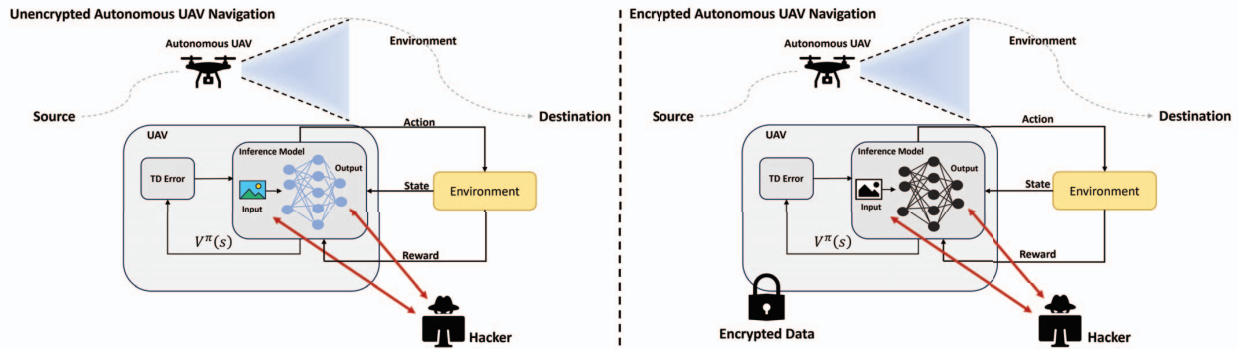 Unencrypted Autonomous UAV Navigation
Autonomous UAV
Environment
Source
Destination
UAV
Action
Inference Model
TD Error
Output
Input
State
Environment
V^π(s)
Reward
Hacker
Encrypted Autonomous UAV Navigation
Autonomous UAV
Environment
Source
Destination
UAV
Action
Inference Model
TD Error
Output
Input
State
Environment
V^π(s)
Reward
Encrypted Data
Hacker